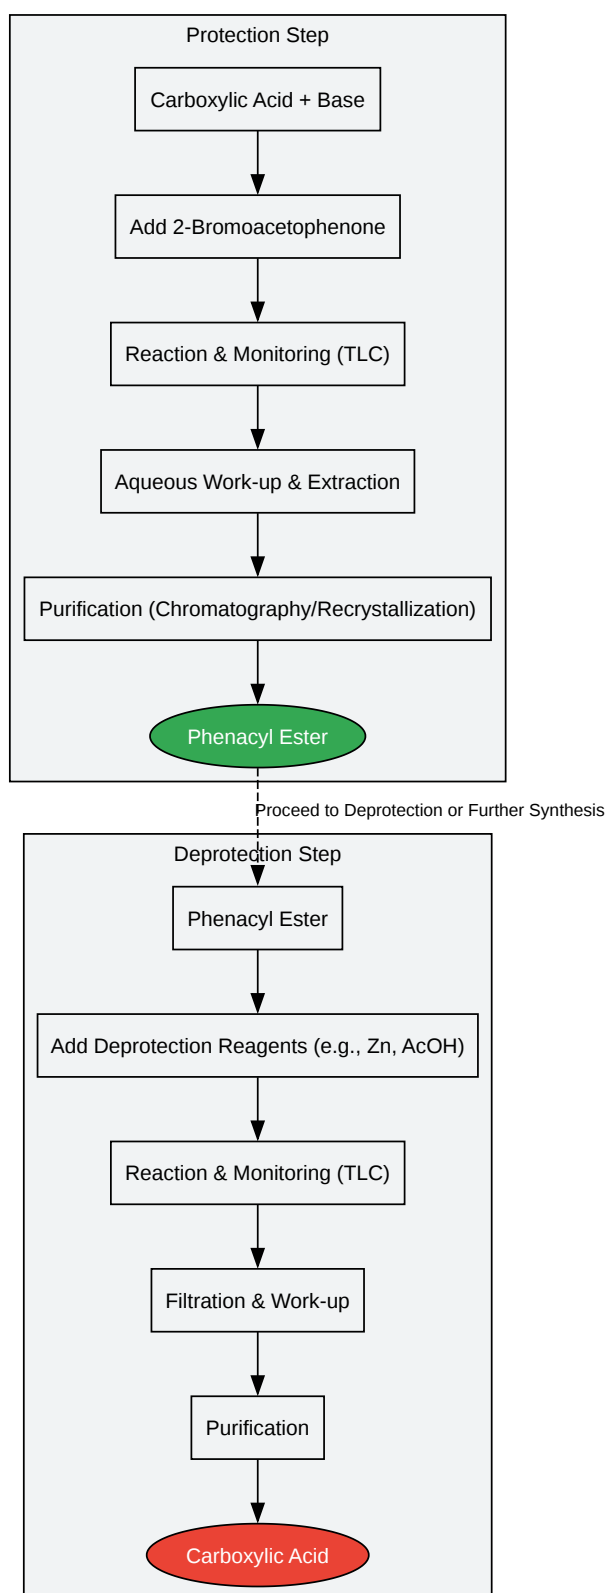 Protection Step
Carboxylic Acid + Base
Add 2-Bromoacetophenone
Reaction & Monitoring (TLC)
Aqueous Work-up & Extraction
Purification (Chromatography/Recrystallization)
Phenacyl Ester
Proceed to Deprotection or Further Synthesis
Deprotection Step
Phenacyl Ester
Add Deprotection Reagents (e.g., Zn, AcOH)
Reaction & Monitoring (TLC)
Filtration & Work-up
Purification
Carboxylic Acid